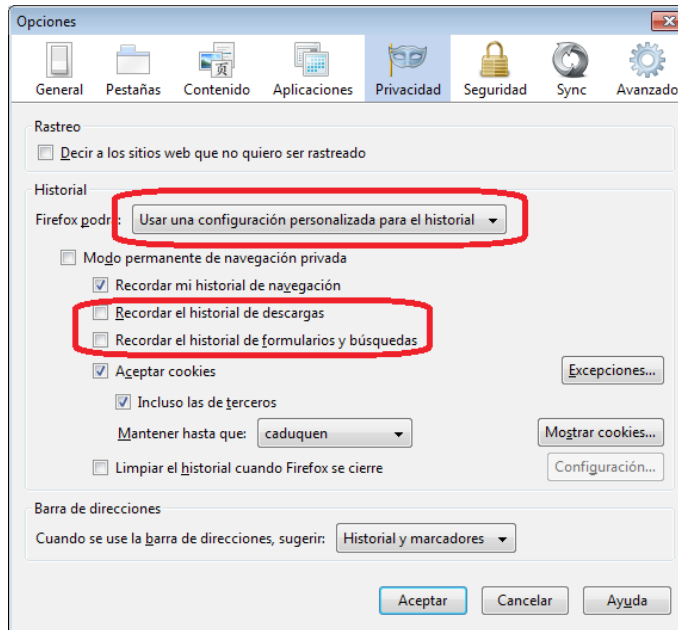 Opciones
General Pestañas Contenido Aplicaciones Privacidad Seguridad Sync Avanzado
Rastreo
Decir a los sitios web que no quiero ser rastreado
Historial
Firefox podrá: Usar una configuración personalizada para el historial
Modo permanente de navegación privada
Recordar mi historial de navegación
Recordar el historial de descargas
Recordar el historial de formularios y búsquedas
Aceptar cookies Excepciones...
Incluso las de terceros
Mantener hasta que: caduquen Mostrar cookies...
Limpiar el historial cuando Firefox se cierre Configuración...
Barra de direcciones
Cuando se use la barra de direcciones, sugerir: Historial y marcadores
Aceptar Cancelar Ayuda